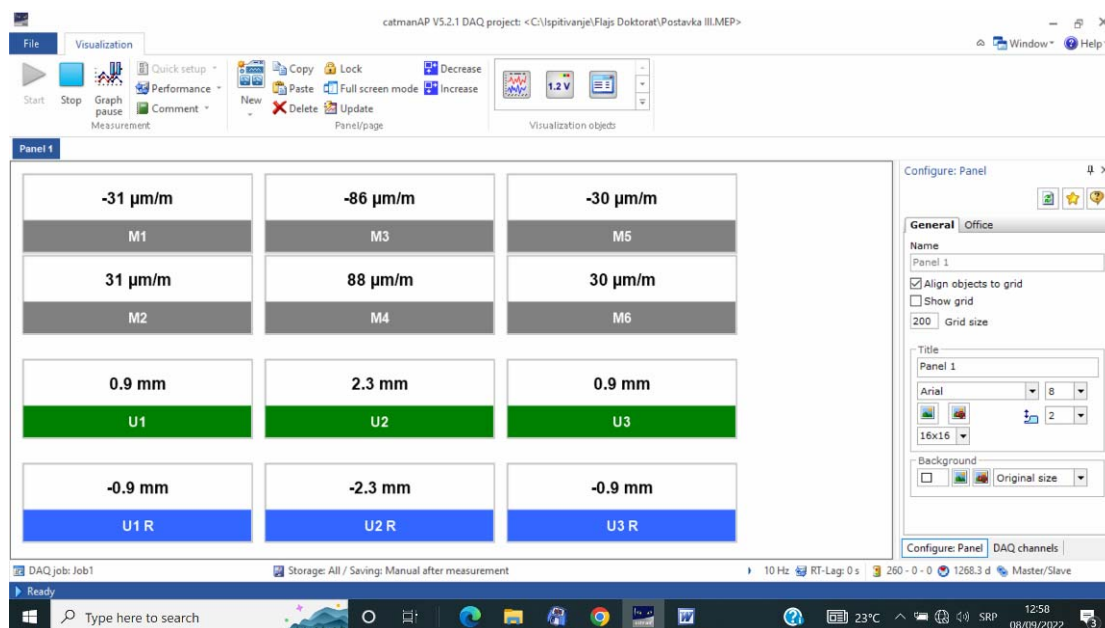 catmanAP V5.2.1 DAQ project: <C:\Ispitivanje\Flajs Doktorat\Postavka III.MEP>
File Visualization Window Help
Start Stop Graph pause Quick setup Performance Comment
Measurement
New Copy Paste Delete Lock Full screen mode Update Decrease Increase
Panel/page
1.2 V
Visualization objects
Panel 1
-31 µm/m -86 µm/m -30 µm/m
M1 M3 M5
31 µm/m 88 µm/m 30 µm/m
M2 M4 M6
0.9 mm 2.3 mm 0.9 mm
U1 U2 U3
-0.9 mm -2.3 mm -0.9 mm
U1 R U2 R U3 R
Configure: Panel
General Office
Name
Panel 1
Align objects to grid
Show grid
200 Grid size
Title
Panel 1
Arial 8
2
16x16
Background
Original size
Configure: Panel DAQ channels
DAQ job: Job1 Storage: All / Saving: Manual after measurement 10 Hz RT-Lag: 0 s 260 - 0 - 0 1268.3 d Master/Slave
Ready
Type here to search 23°C SRP 12:58
08/09/2022